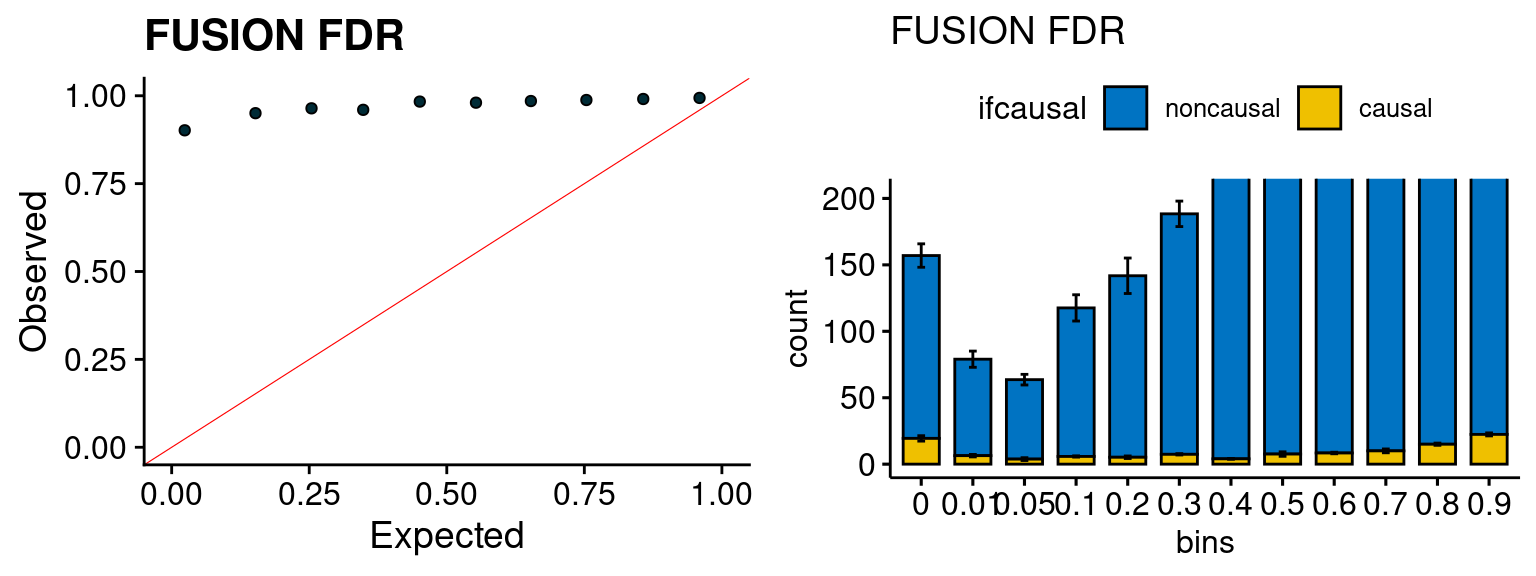 FUSION FDR
Observed
1.00
0.75
0.50
0.25
0.00
0.00 0.25 0.50 0.75 1.00
Expected
FUSION FDR
ifcausal noncausal causal
count
200
150
100
50
0
0 0.01 0.05 0.1 0.2 0.3 0.4 0.5 0.6 0.7 0.8 0.9
bins